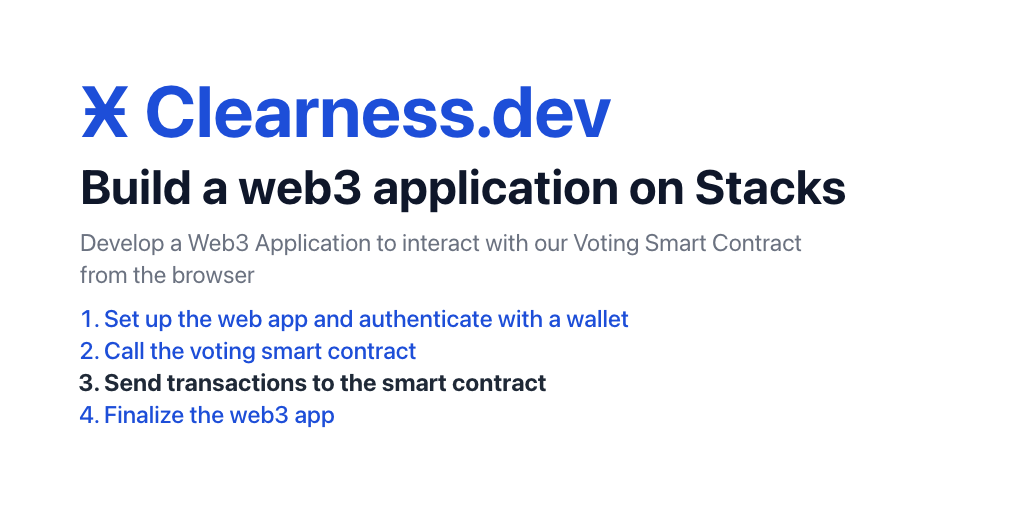 Ӿ Clearness.dev
Build a web3 application on Stacks
Develop a Web3 Application to interact with our Voting Smart Contract
from the browser
1. Set up the web app and authenticate with a wallet
2. Call the voting smart contract
3. Send transactions to the smart contract
4. Finalize the web3 app